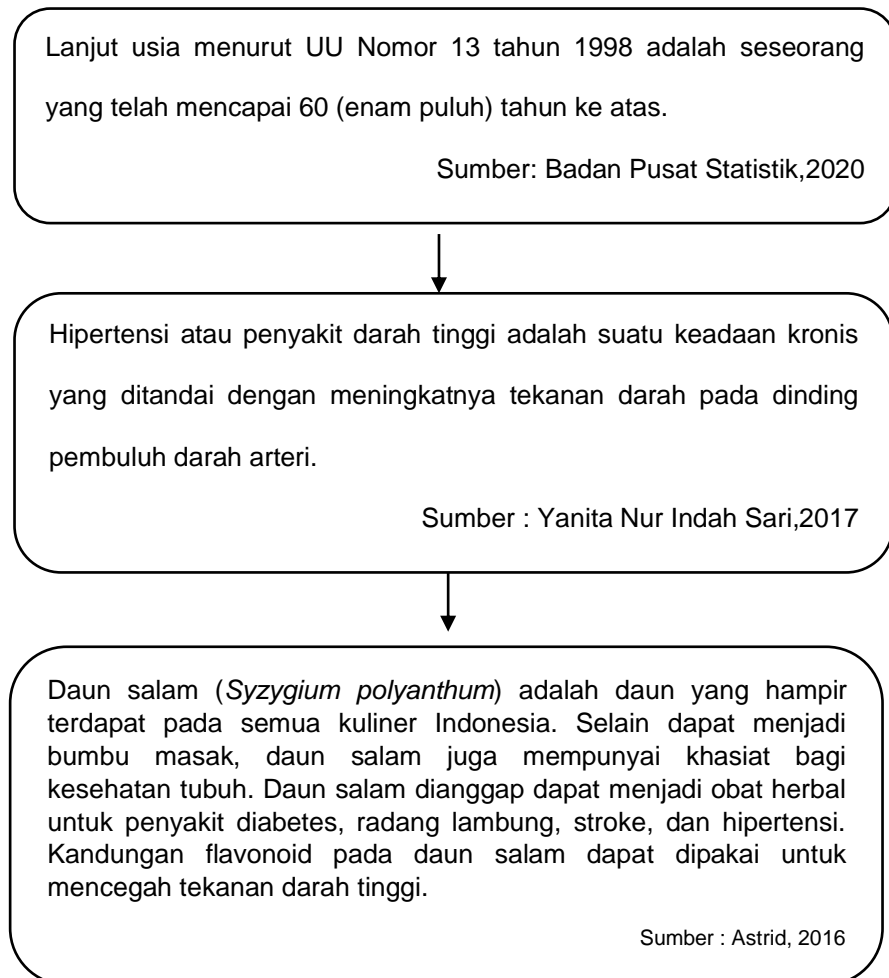 Lanjut usia menurut UU Nomor 13 tahun 1998 adalah seseorang
yang telah mencapai 60 (enam puluh) tahun ke atas.
Sumber: Badan Pusat Statistik,2020
Hipertensi atau penyakit darah tinggi adalah suatu keadaan kronis
yang ditandai dengan meningkatnya tekanan darah pada dinding
pembuluh darah arteri.
Sumber : Yanita Nur Indah Sari,2017
Daun salam (Syzygium polyanthum) adalah daun yang hampir
terdapat pada semua kuliner Indonesia. Selain dapat menjadi
bumbu masak, daun salam juga mempunyai khasiat bagi
kesehatan tubuh. Daun salam dianggap dapat menjadi obat herbal
untuk penyakit diabetes, radang lambung, stroke, dan hipertensi.
Kandungan flavonoid pada daun salam dapat dipakai untuk
mencegah tekanan darah tinggi.
Sumber : Astrid, 2016